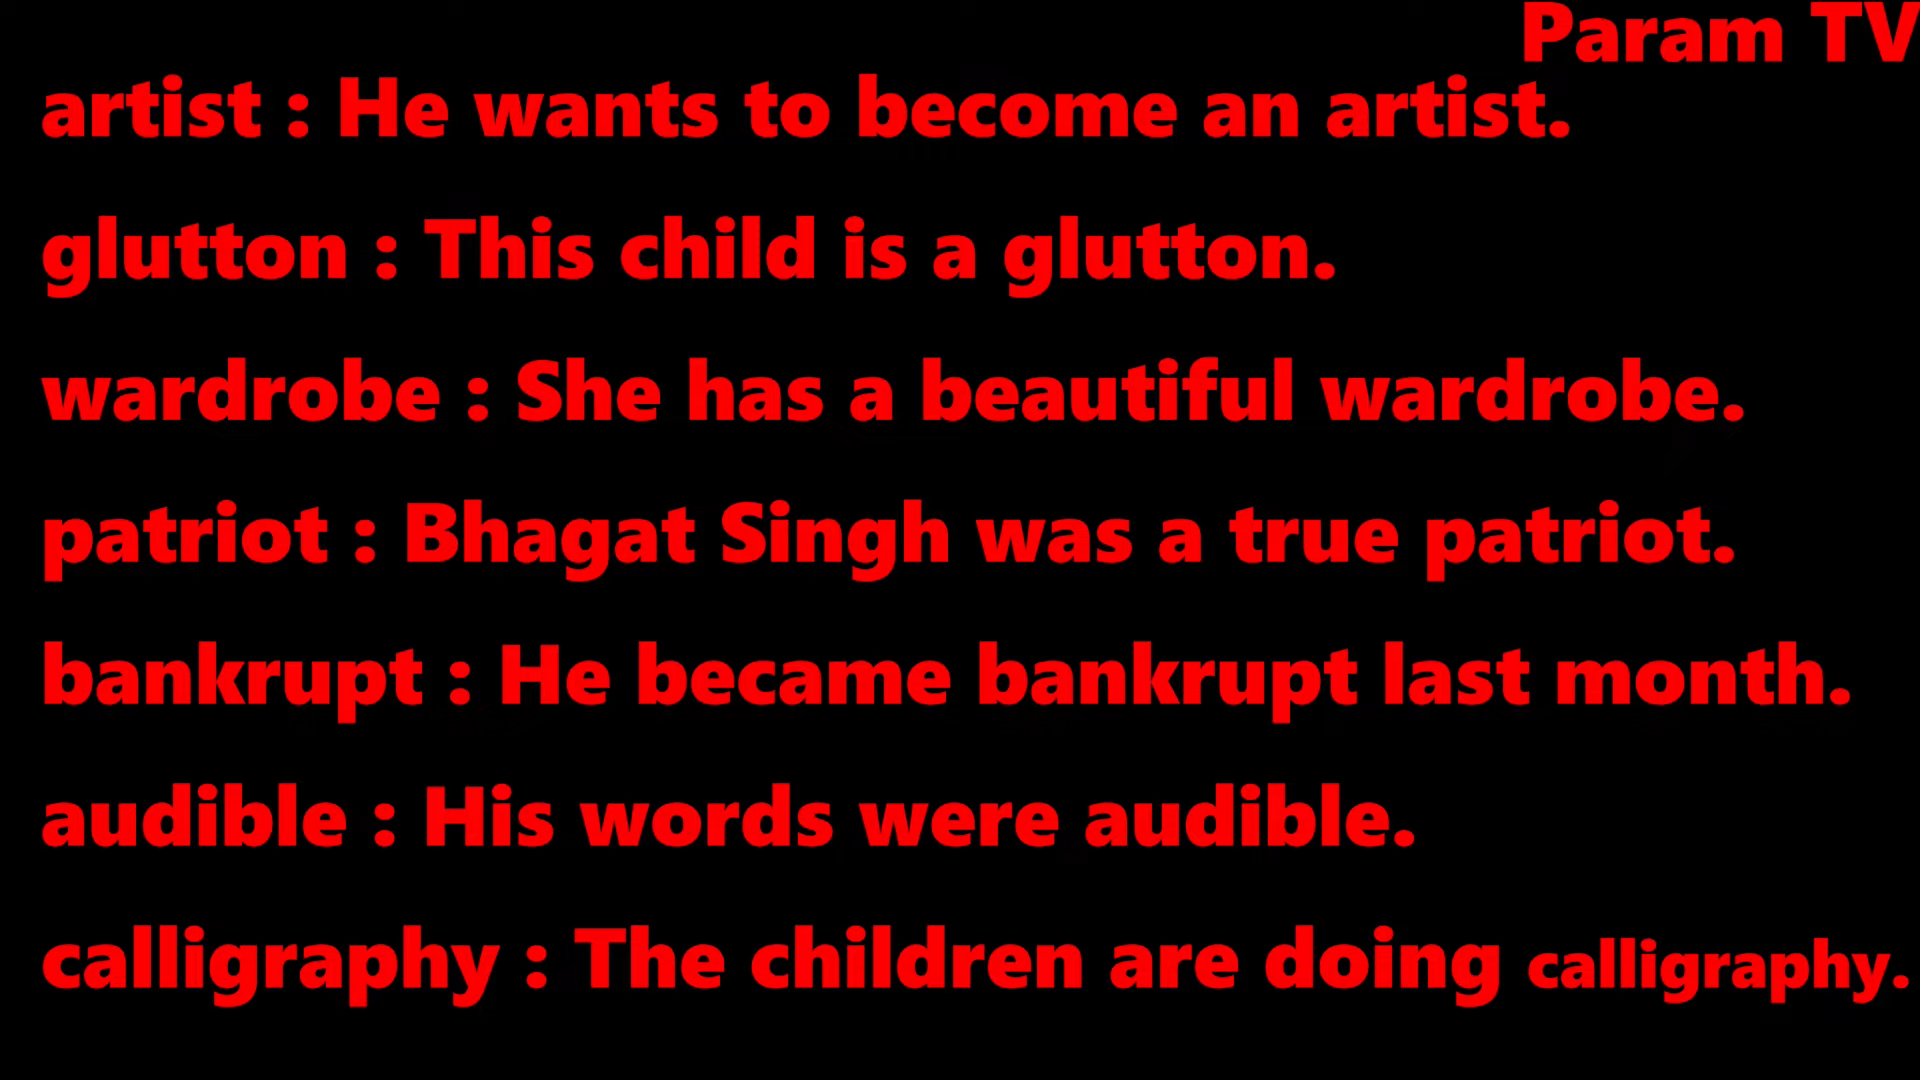 Param TV
artist : He wants to become an artist.
glutton : This child is a glutton.
wardrobe : She has a beautiful wardrobe.
patriot : Bhagat Singh was a true patriot.
bankrupt : He became bankrupt last month.
audible : His words were audible.
calligraphy : The children are doing calligraphy.